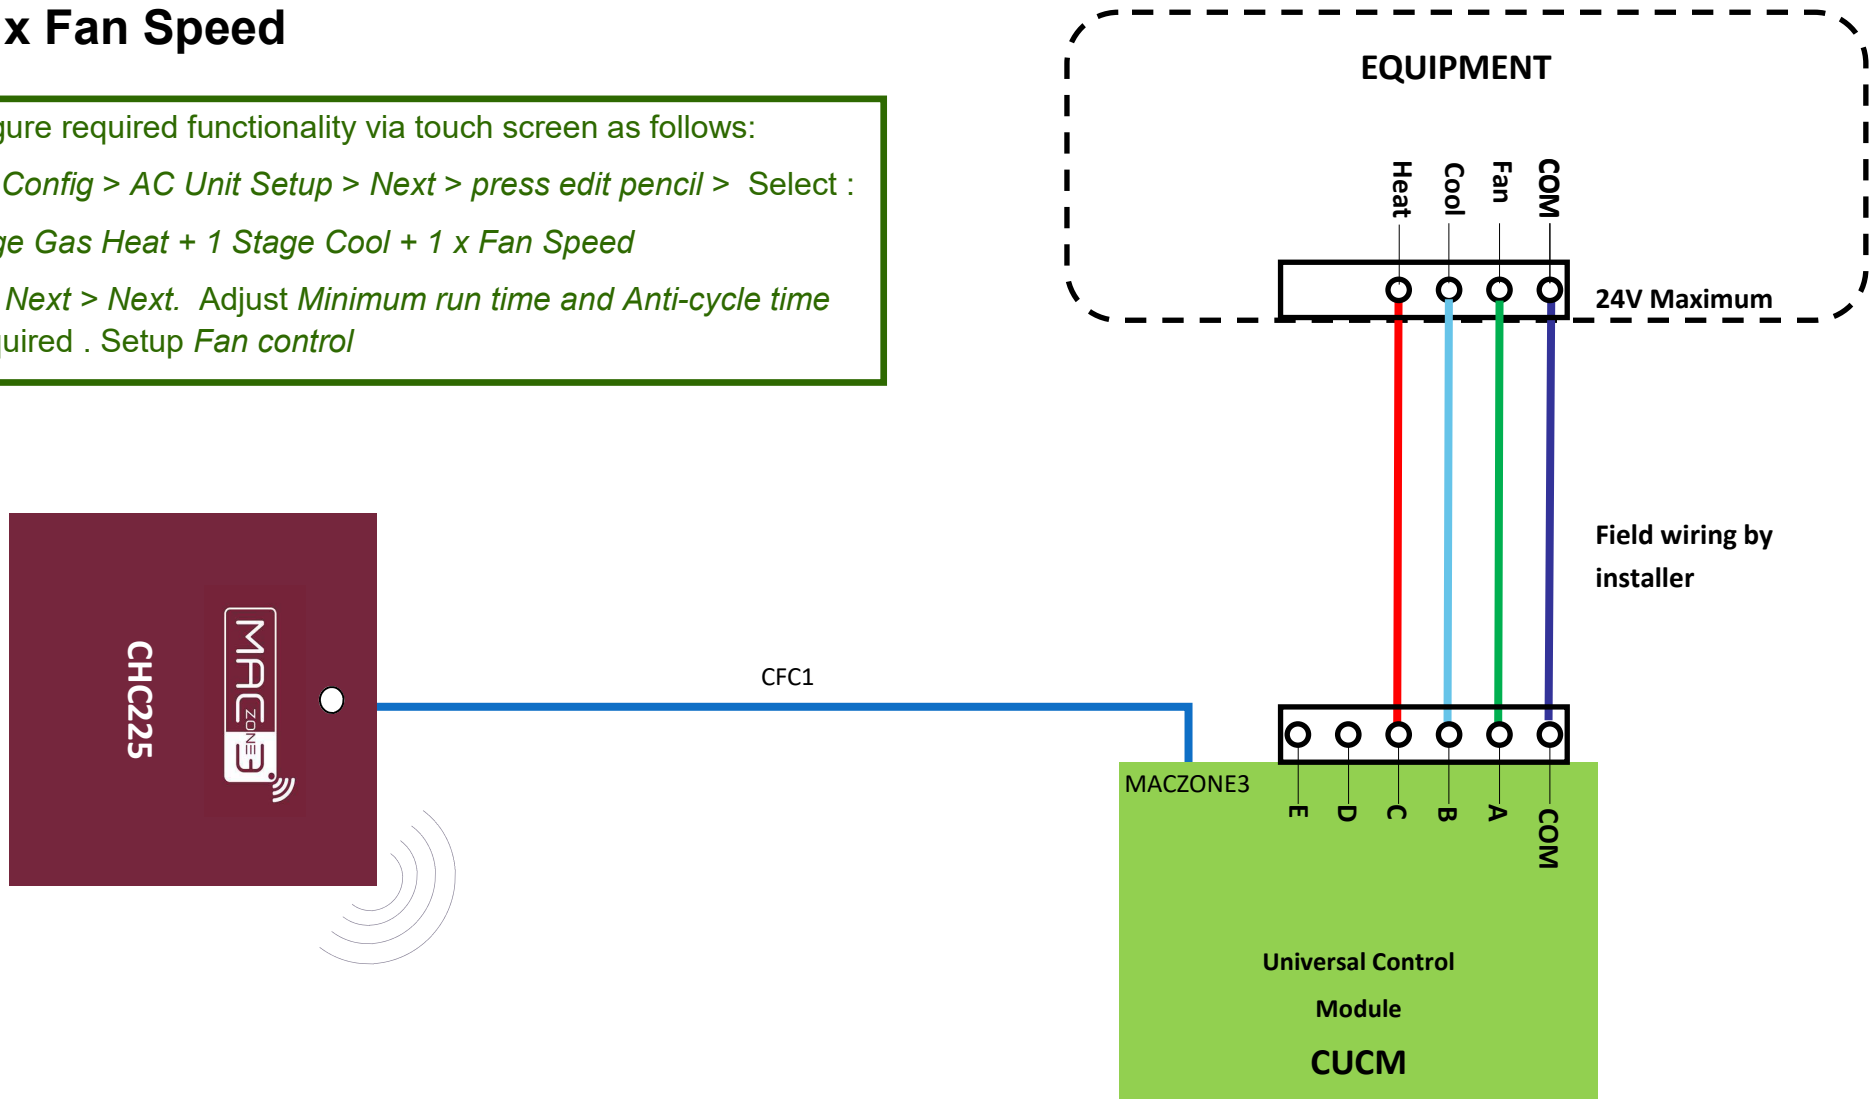 x Fan Speed
EQUIPMENT
gure required functionality via touch screen as follows:
Config > AC Unit Setup > Next > press edit pencil > Select :
ge Gas Heat + 1 Stage Cool + 1 x Fan Speed
Next > Next. Adjust Minimum run time and Anti-cycle time
quired . Setup Fan control
Heat
Cool
Fan
COM
24V Maximum
Field wiring by
installer
CHC225
MAC ZONE 3
CFC1
MACZONE3
E
D
C
B
A
COM
Universal Control
Module
CUCM